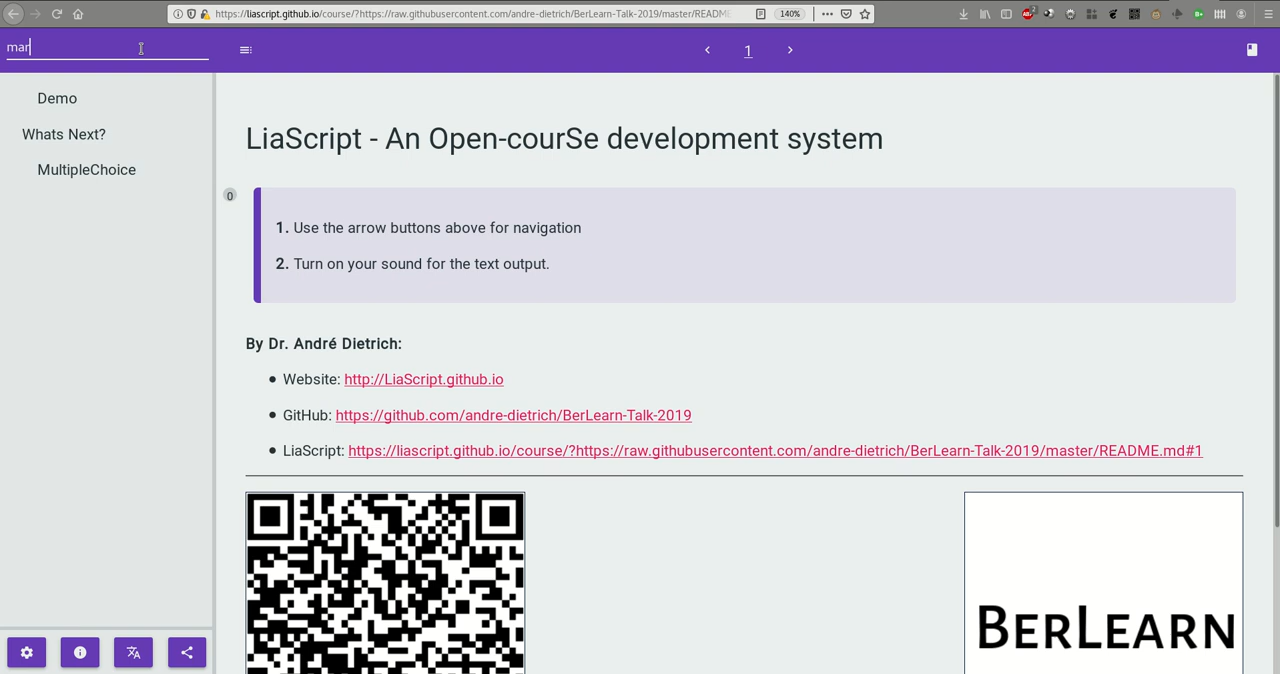 https://liascript.github.io/course/?https://raw.githubusercontent.com/andre-dietrich/BerLearn-Talk-2019/master/READM
140%
mar
1
Demo
Whats Next?
MultipleChoice
LiaScript - An Open-courSe development system
0
1. Use the arrow buttons above for navigation
2. Turn on your sound for the text output.
By Dr. André Dietrich:
Website: http://LiaScript.github.io
GitHub: https://github.com/andre-dietrich/BerLearn-Talk-2019
LiaScript: https://liascript.github.io/course/?https://raw.githubusercontent.com/andre-dietrich/BerLearn-Talk-2019/master/README.md#1
BERLEARN